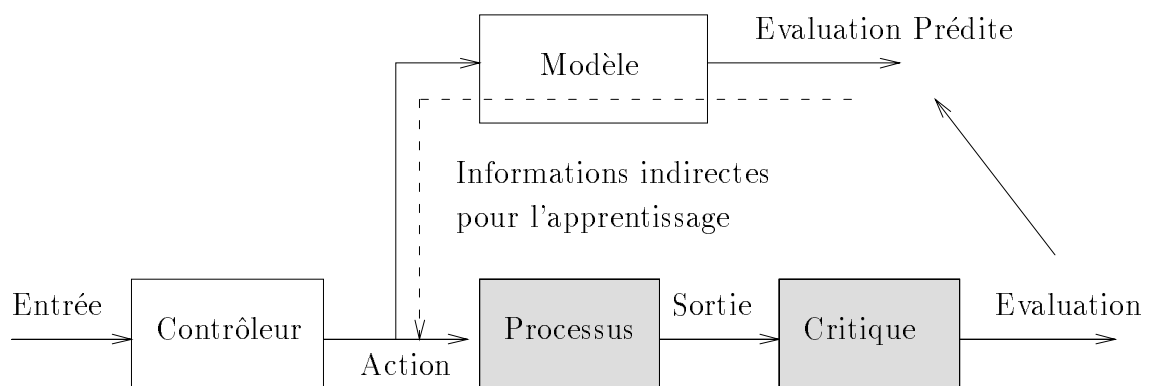 Evaluation Prédite
Modèle
Informations indirectes
pour l'apprentissage
Entrée
Contrôleur
Action
Processus
Sortie
Critique
Evaluation